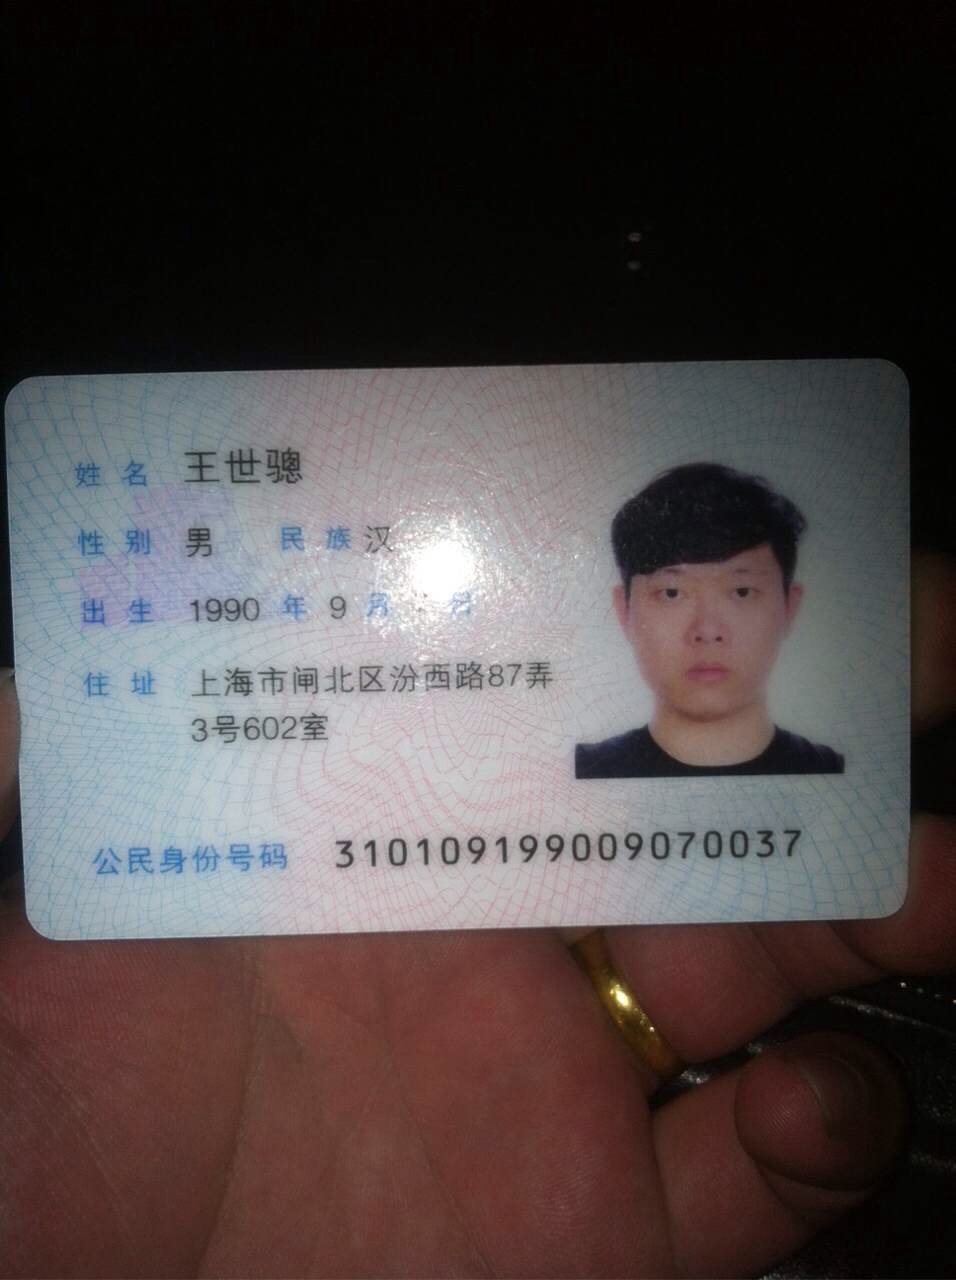 姓名 王世骢
性别 男 民族 汉
出生 1990 年 9 月 日
住址 上海市闸北区汾西路87弄
3号602室
公民身份号码 310109199009070037